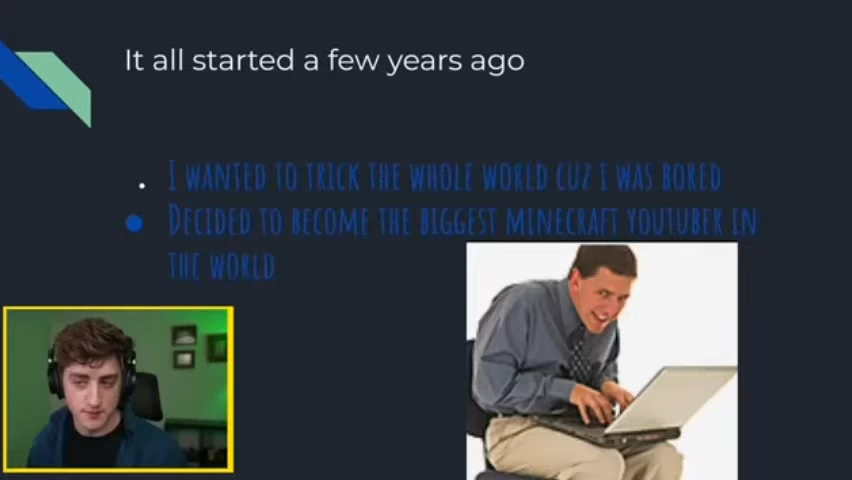 It all started a few years ago
I WANTED TO TRICK THE WHOLE WORLD CUZ I WAS BORED
DECIDED TO BECOME THE BIGGEST MINECRAFT YOUTUBER IN
THE WORLD